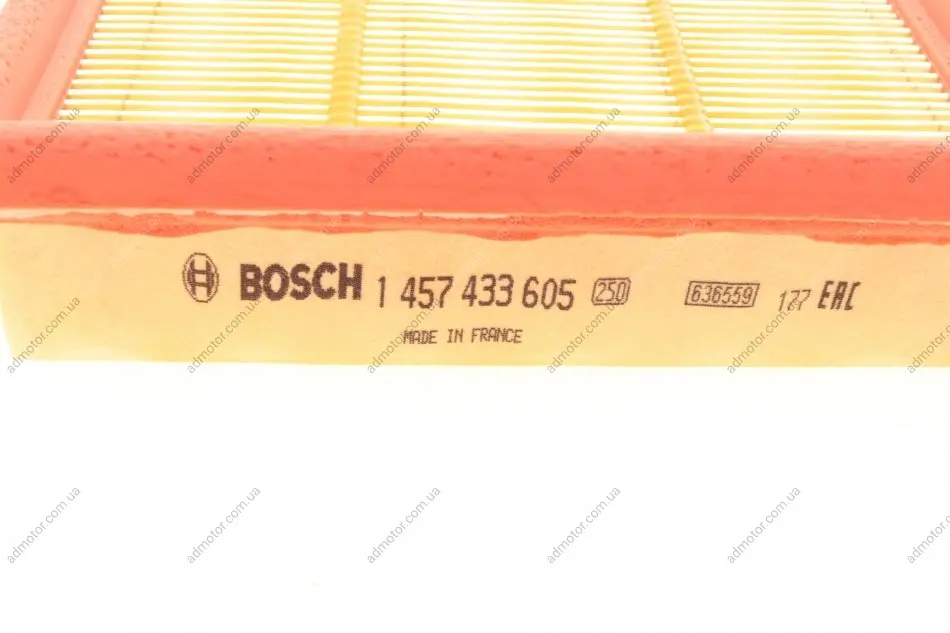 BOSCH 1 457 433 605 250 636559 177 EAC
MADE IN FRANCE
admotor.com.ua